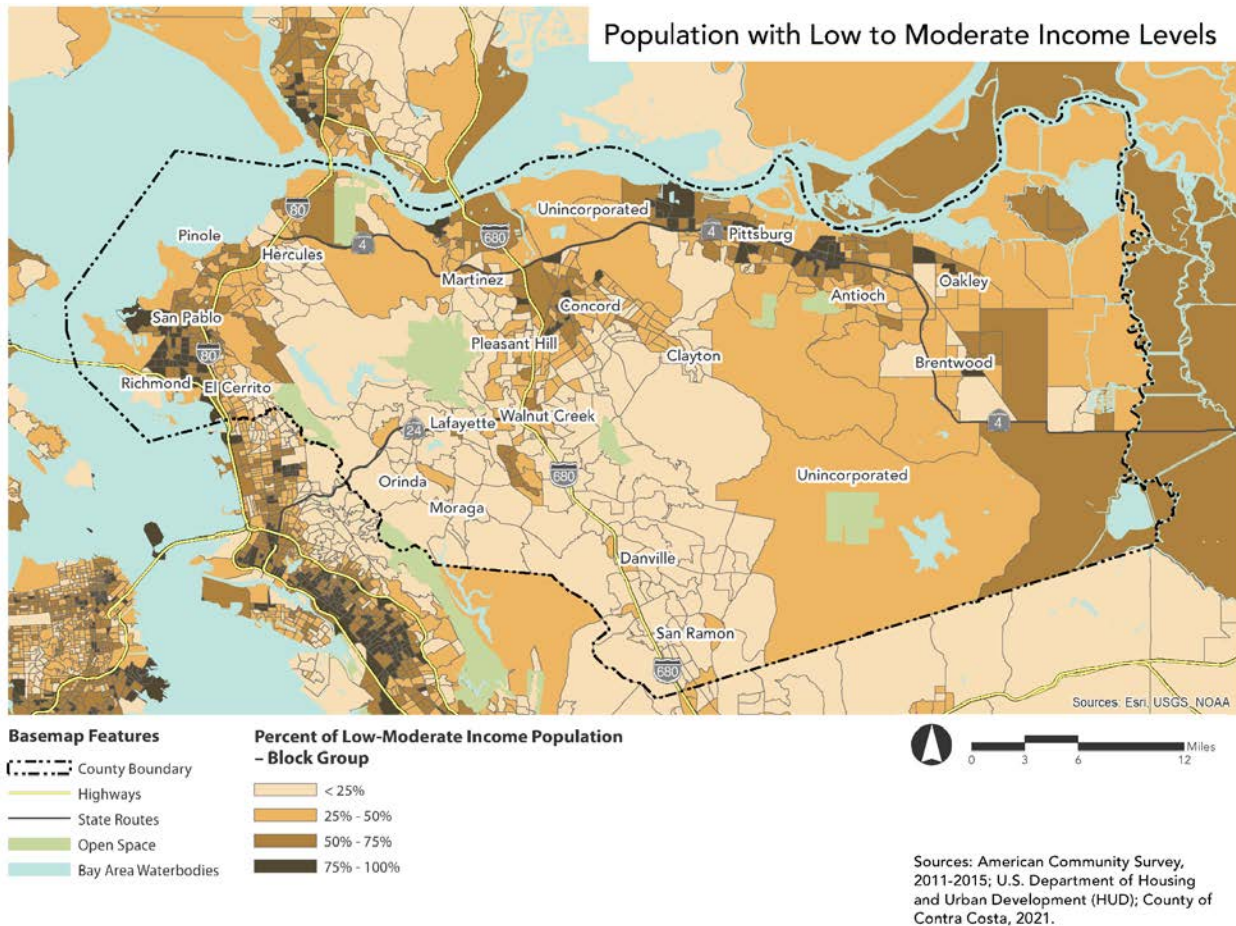 Population with Low to Moderate Income Levels
80
Unincorporated
Pinole
4
680
4
Pittsburg
Hercules
Martinez
Oakley
Antioch
Concord
San Pablo
80
Pleasant Hill
Clayton
Brentwood
Richmond
El Cerrito
Walnut Creek
4
24
Lafayette
680
Unincorporated
Orinda
Moraga
Danville
San Ramon
680
Sources: Esri, USGS, NOAA
Basemap Features
County Boundary
Highways
State Routes
Open Space
Bay Area Waterbodies
Percent of Low-Moderate Income Population
– Block Group
< 25%
25% - 50%
50% - 75%
75% - 100%
Miles
0 3 6 12
Sources: American Community Survey,
2011-2015; U.S. Department of Housing
and Urban Development (HUD); County of
Contra Costa, 2021.